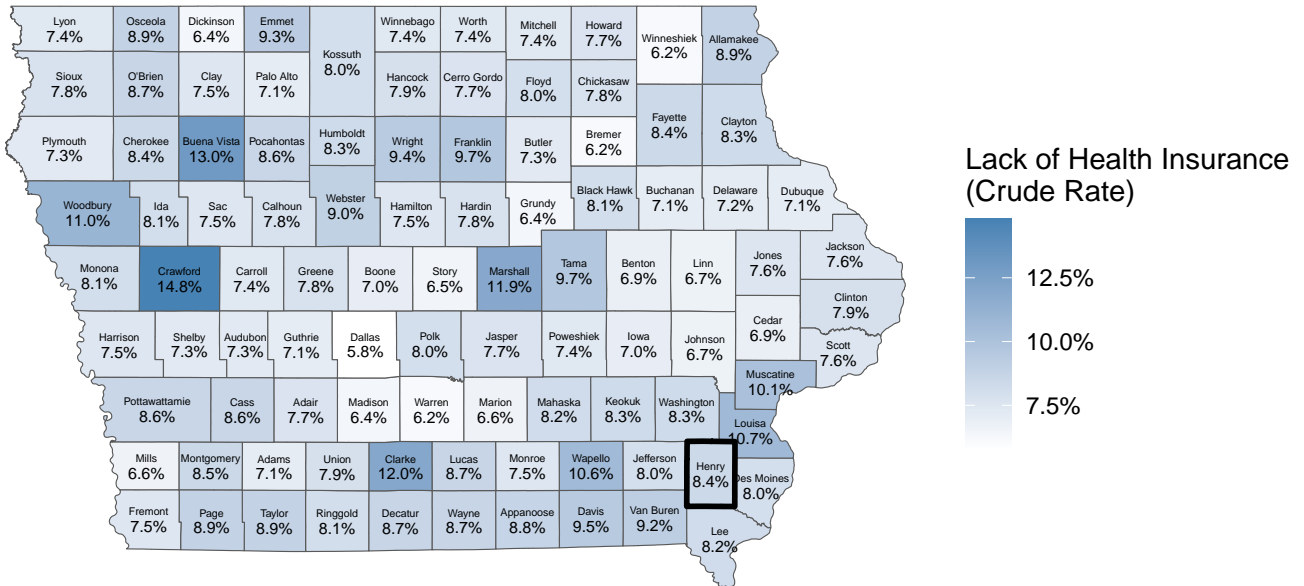 Lyon
7.4%
Osceola
8.9%
Dickinson
6.4%
Emmet
9.3%
Kossuth
8.0%
Winnebago
7.4%
Worth
7.4%
Mitchell
7.4%
Howard
7.7%
Winneshiek
6.2%
Allamakee
8.9%
Sioux
7.8%
O'Brien
8.7%
Clay
7.5%
Palo Alto
7.1%
Hancock
7.9%
Cerro Gordo
7.7%
Floyd
8.0%
Chickasaw
7.8%
Fayette
8.4%
Clayton
8.3%
Plymouth
7.3%
Cherokee
8.4%
Buena Vista
13.0%
Pocahontas
8.6%
Humboldt
8.3%
Wright
9.4%
Franklin
9.7%
Butler
7.3%
Bremer
6.2%
Woodbury
11.0%
Ida
8.1%
Sac
7.5%
Calhoun
7.8%
Webster
9.0%
Hamilton
7.5%
Hardin
7.8%
Grundy
6.4%
Black Hawk
8.1%
Buchanan
7.1%
Delaware
7.2%
Dubuque
7.1%
Monona
8.1%
Crawford
14.8%
Carroll
7.4%
Greene
7.8%
Boone
7.0%
Story
6.5%
Marshall
11.9%
Tama
9.7%
Benton
6.9%
Linn
6.7%
Jones
7.6%
Jackson
7.6%
Clinton
7.9%
Harrison
7.5%
Shelby
7.3%
Audubon
7.3%
Guthrie
7.1%
Dallas
5.8%
Polk
8.0%
Jasper
7.7%
Poweshiek
7.4%
Iowa
7.0%
Johnson
6.7%
Cedar
6.9%
Scott
7.6%
Muscatine
10.1%
Pottawattamie
8.6%
Cass
8.6%
Adair
7.7%
Madison
6.4%
Warren
6.2%
Marion
6.6%
Mahaska
8.2%
Keokuk
8.3%
Washington
8.3%
Louisa
10.7%
Mills
6.6%
Montgomery
8.5%
Adams
7.1%
Union
7.9%
Clarke
12.0%
Lucas
8.7%
Monroe
7.5%
Wapello
10.6%
Jefferson
8.0%
Henry
8.4%
Des Moines
8.0%
Fremont
7.5%
Page
8.9%
Taylor
8.9%
Ringgold
8.1%
Decatur
8.7%
Wayne
8.7%
Appanoose
8.8%
Davis
9.5%
Van Buren
9.2%
Lee
8.2%
Lack of Health Insurance
(Crude Rate)
12.5%
10.0%
7.5%